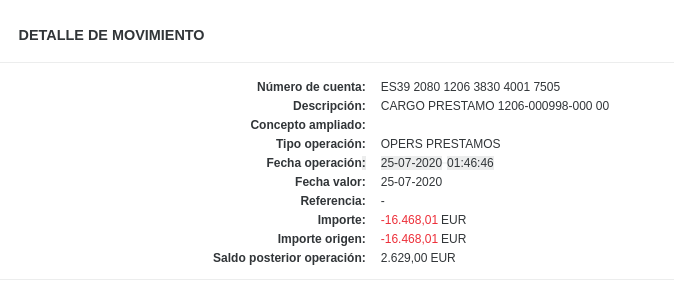 DETALLE DE MOVIMIENTO
Número de cuenta: ES39 2080 1206 3830 4001 7505
Descripción: CARGO PRESTAMO 1206-000998-000 00
Concepto ampliado:
Tipo operación: OPERS PRESTAMOS
Fecha operación: 25-07-2020 01:46:46
Fecha valor: 25-07-2020
Referencia: -
Importe: -16.468,01 EUR
Importe origen: -16.468,01 EUR
Saldo posterior operación: 2.629,00 EUR